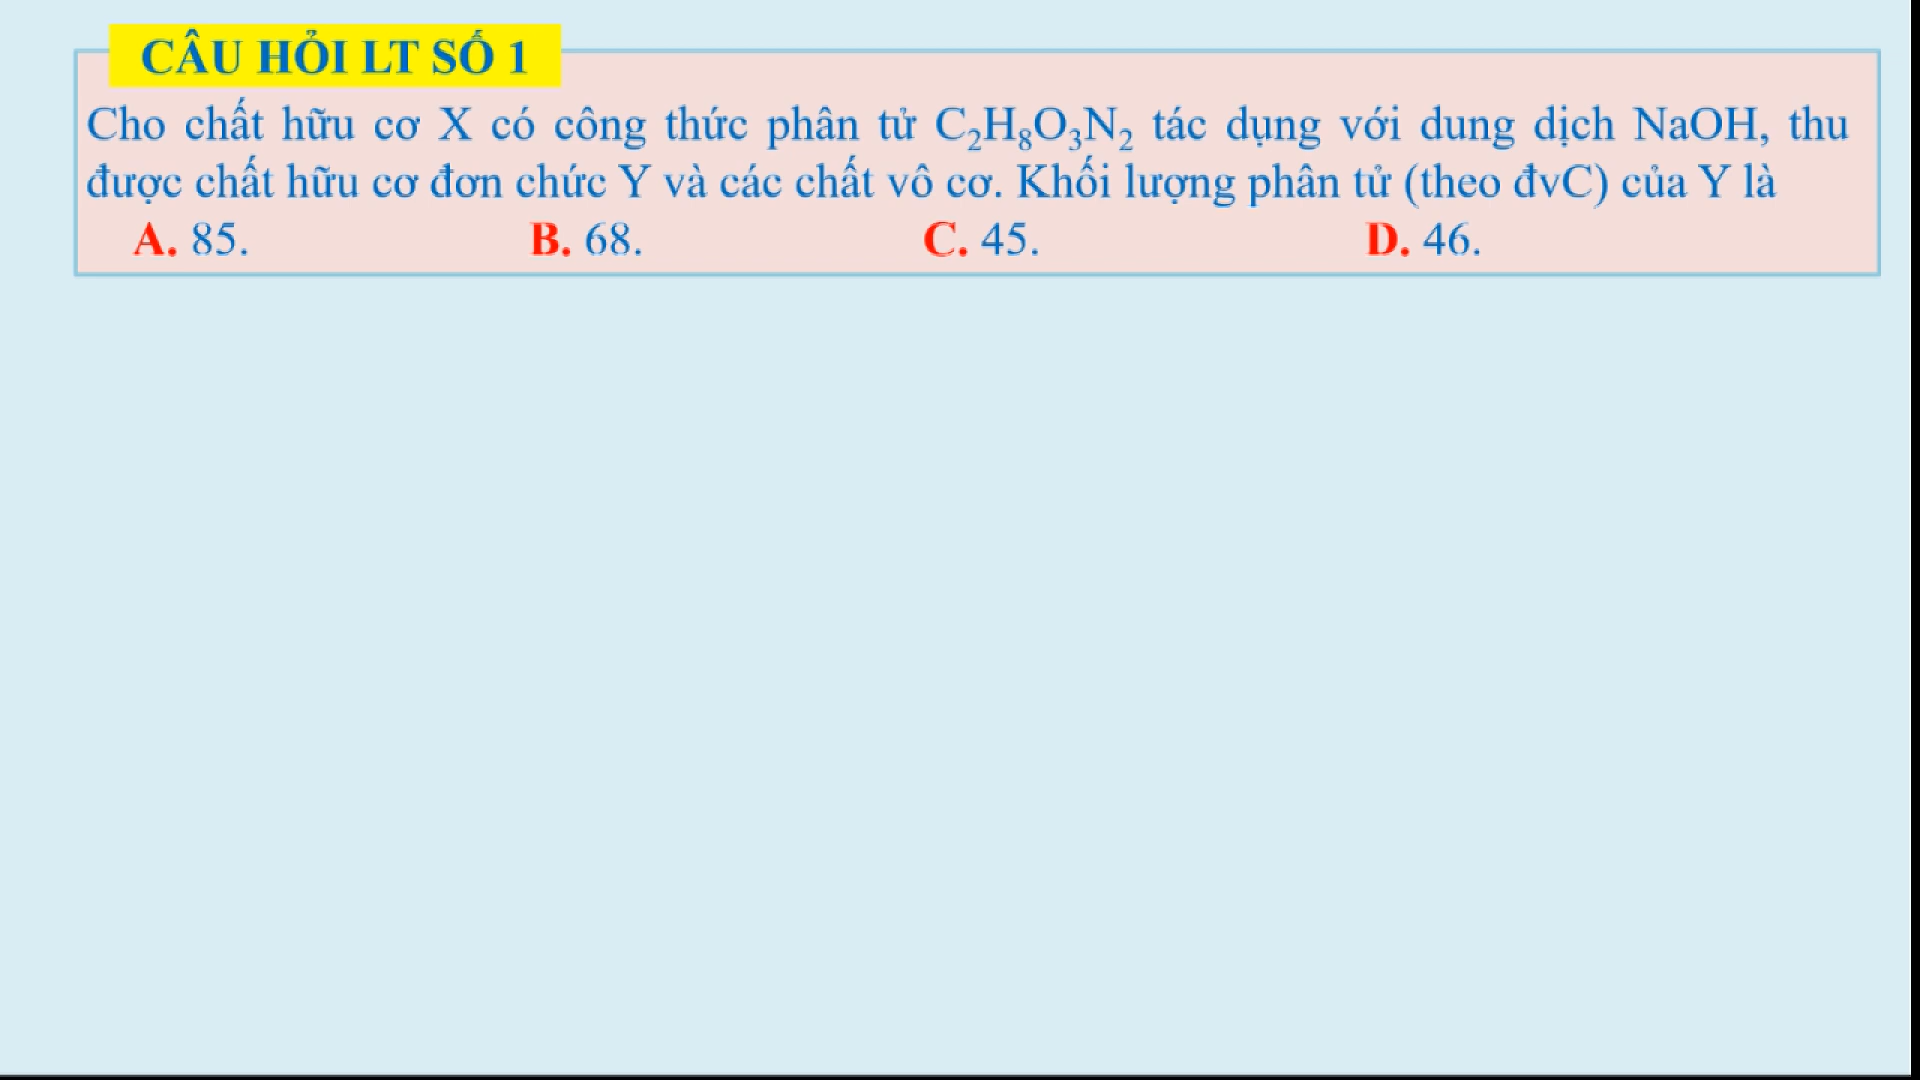 CÂU HỎI LT SỐ 1
Cho chất hữu cơ X có công thức phân tử C₂H₈O₃N₂ tác dụng với dung dịch NaOH, thu
được chất hữu cơ đơn chức Y và các chất vô cơ. Khối lượng phân tử (theo đvC) của Y là
A. 85. B. 68. C. 45. D. 46.